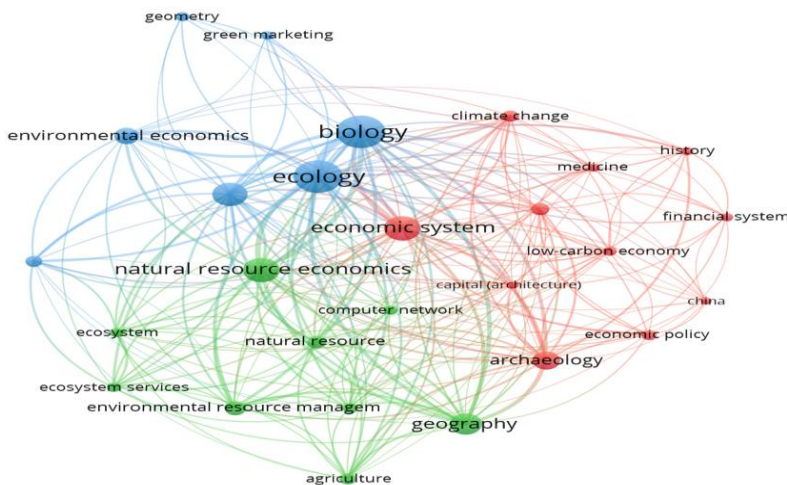 geometry
green marketing
climate change
biology
environmental economics
history
medicine
ecology
financial system
economic system
low-carbon economy
natural resource economics
capital (architecture)
china
computer network
ecosystem
economic policy
natural resource
archaeology
ecosystem services
environmental resource managem
geography
agriculture